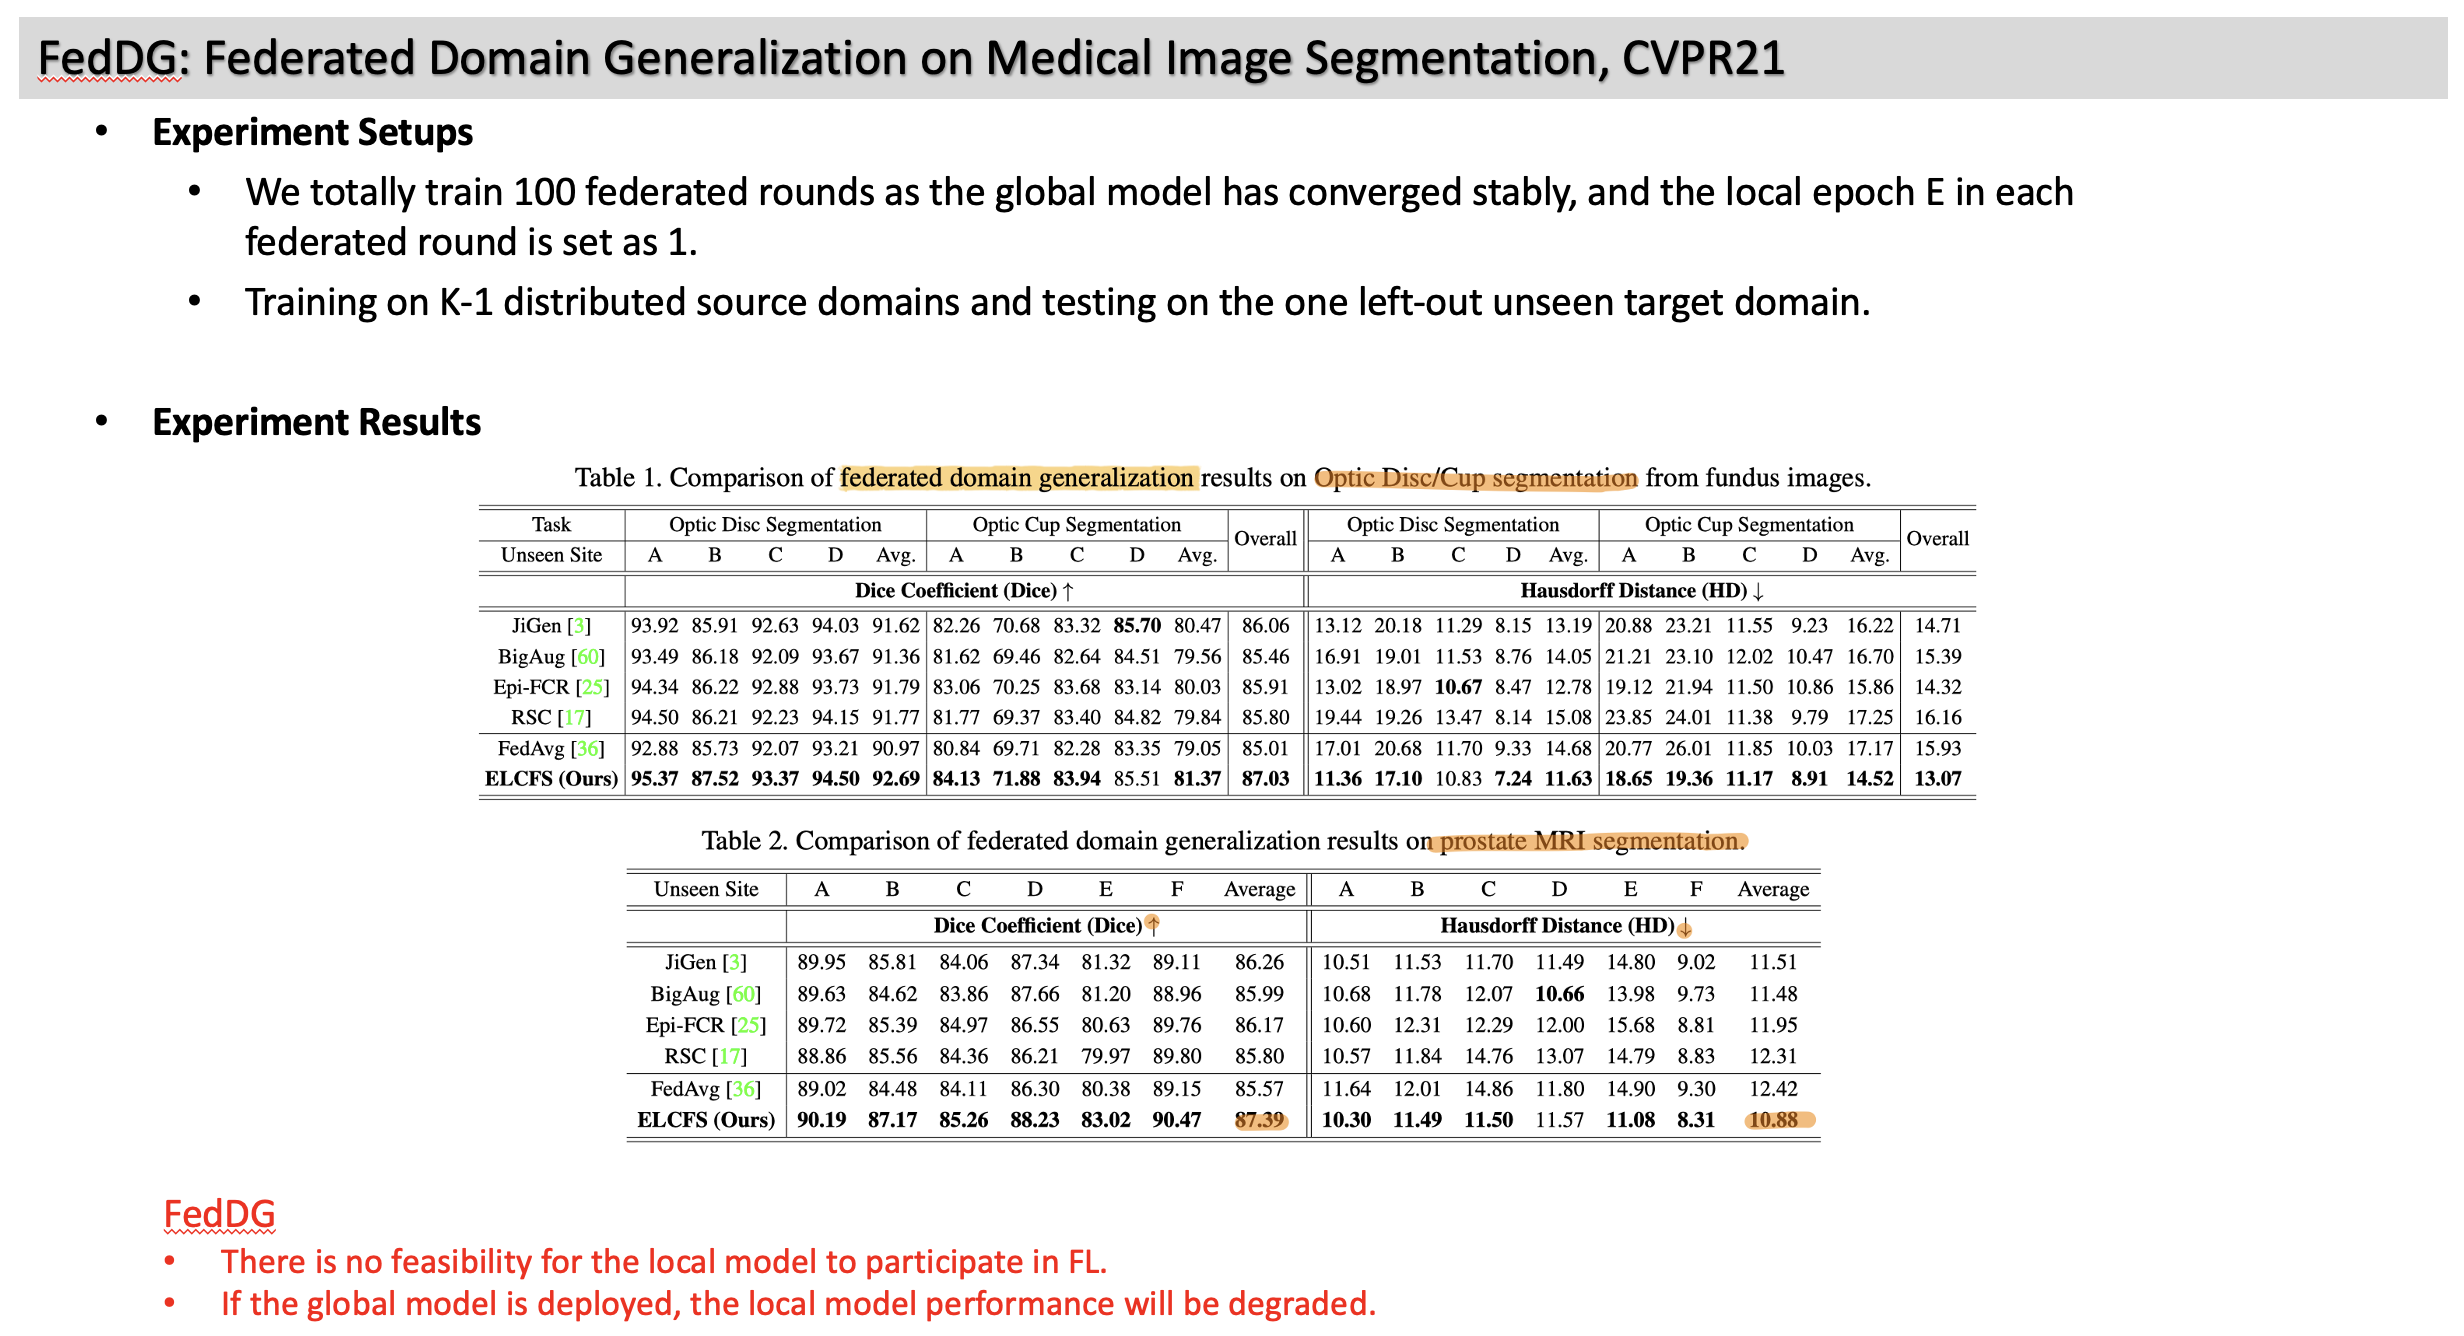 FedDG: Federated Domain Generalization on Medical Image Segmentation, CVPR21
• Experiment Setups
• We totally train 100 federated rounds as the global model has converged stably, and the local epoch E in each
federated round is set as 1.
• Training on K-1 distributed source domains and testing on the one left-out unseen target domain.
• Experiment Results
Table 1. Comparison of federated domain generalization results on Optic Disc/Cup segmentation from fundus images.
Task Optic Disc Segmentation Optic Cup Segmentation Overall Optic Disc Segmentation Optic Cup Segmentation Overall
Unseen Site A B C D Avg. A B C D Avg. A B C D Avg. A B C D Avg.
Dice Coefficient (Dice) ↑ Hausdorff Distance (HD) ↓
JiGen [3] 93.92 85.91 92.63 94.03 91.62 82.26 70.68 83.32 85.70 80.47 86.06 13.12 20.18 11.29 8.15 13.19 20.88 23.21 11.55 9.23 16.22 14.71
BigAug [60] 93.49 86.18 92.09 93.67 91.36 81.62 69.46 82.64 84.51 79.56 85.46 16.91 19.01 11.53 8.76 14.05 21.21 23.10 12.02 10.47 16.70 15.39
Epi-FCR [25] 94.34 86.22 92.88 93.73 91.79 83.06 70.25 83.68 83.14 80.03 85.91 13.02 18.97 10.67 8.47 12.78 19.12 21.94 11.50 10.86 15.86 14.32
RSC [17] 94.50 86.21 92.23 94.15 91.77 81.77 69.37 83.40 84.82 79.84 85.80 19.44 19.26 13.47 8.14 15.08 23.85 24.01 11.38 9.79 17.25 16.16
FedAvg [36] 92.88 85.73 92.07 93.21 90.97 80.84 69.71 82.28 83.35 79.05 85.01 17.01 20.68 11.70 9.33 14.68 20.77 26.01 11.85 10.03 17.17 15.93
ELCFS (Ours) 95.37 87.52 93.37 94.50 92.69 84.13 71.88 83.94 85.51 81.37 87.03 11.36 17.10 10.83 7.24 11.63 18.65 19.36 11.17 8.91 14.52 13.07
Table 2. Comparison of federated domain generalization results on prostate MRI segmentation.
Unseen Site A B C D E F Average A B C D E F Average
Dice Coefficient (Dice) ↑ Hausdorff Distance (HD) ↓
JiGen [3] 89.95 85.81 84.06 87.34 81.32 89.11 86.26 10.51 11.53 11.70 11.49 14.80 9.02 11.51
BigAug [60] 89.63 84.62 83.86 87.66 81.20 88.96 85.99 10.68 11.78 12.07 10.66 13.98 9.73 11.48
Epi-FCR [25] 89.72 85.39 84.97 86.55 80.63 89.76 86.17 10.60 12.31 12.29 12.00 15.68 8.81 11.95
RSC [17] 88.86 85.56 84.36 86.21 79.97 89.80 85.80 10.57 11.84 14.76 13.07 14.79 8.83 12.31
FedAvg [36] 89.02 84.48 84.11 86.30 80.38 89.15 85.57 11.64 12.01 14.86 11.80 14.90 9.30 12.42
ELCFS (Ours) 90.19 87.17 85.26 88.23 83.02 90.47 87.39 10.30 11.49 11.50 11.57 11.08 8.31 10.88
FedDG
• There is no feasibility for the local model to participate in FL.
• If the global model is deployed, the local model performance will be degraded.